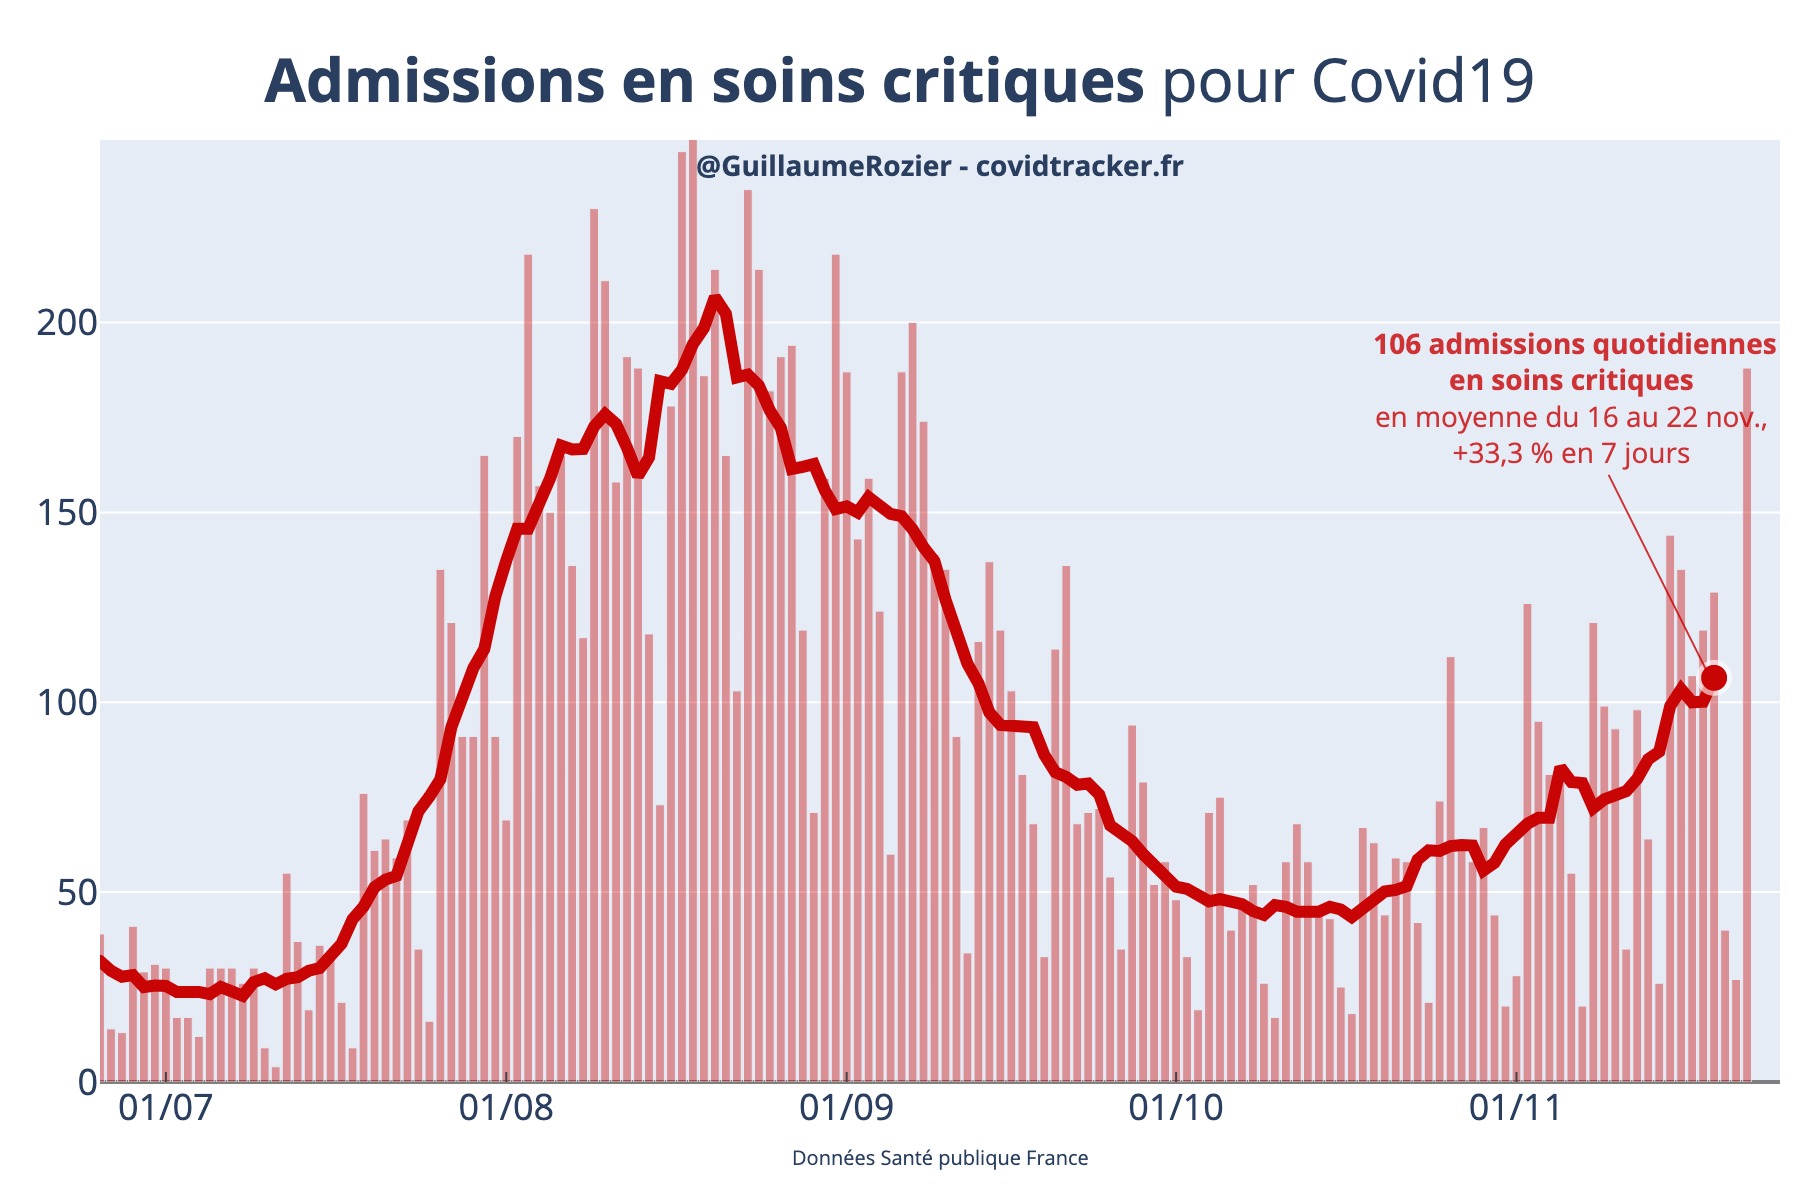 Admissions en soins critiques pour Covid19
@GuillaumeRozier - covidtracker.fr
200
150
100
50
0
106 admissions quotidiennes
en soins critiques
en moyenne du 16 au 22 nov.,
+33,3 % en 7 jours
01/07 01/08 01/09 01/10 01/11
Données Santé publique France